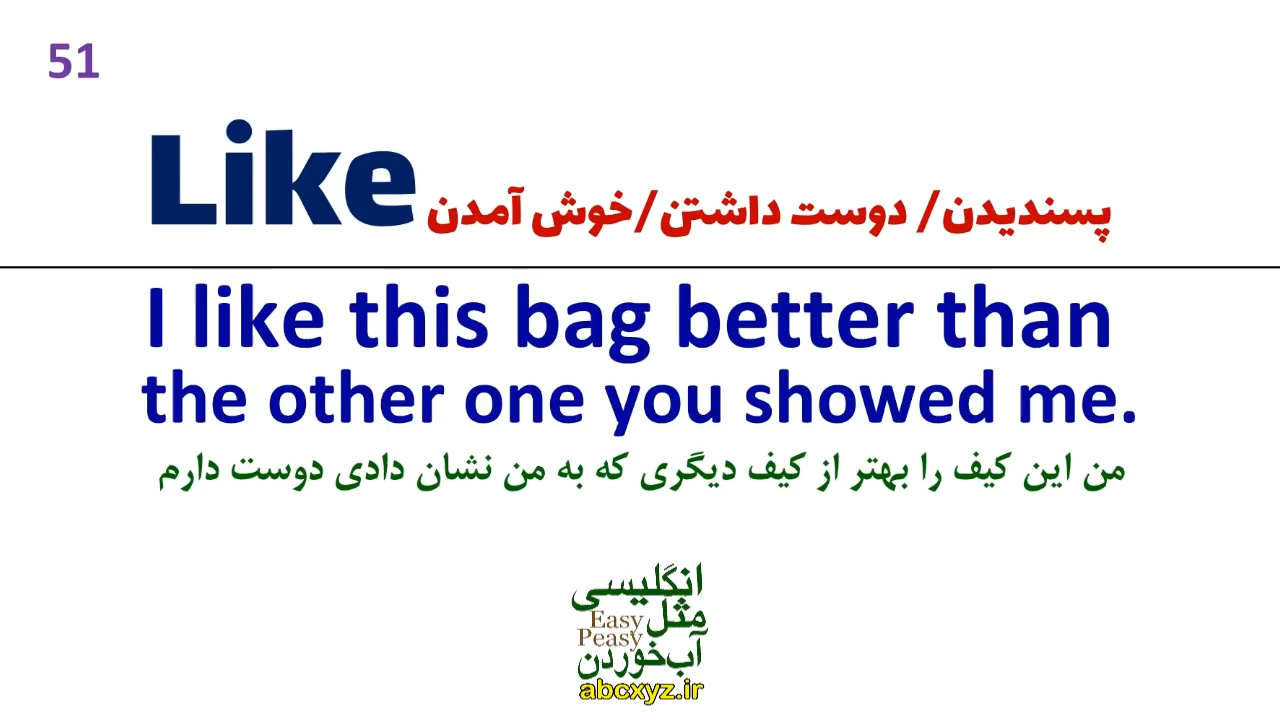 51
Like پسندیدن/ دوست داشتن/خوش آمدن
I like this bag better than
the other one you showed me.
من این کیف را بهتر از کیف دیگری که به من نشان دادی دوست دارم
انگلیسی
مثل Easy
Peasy
آب‌خوردن
abcxyz.ir